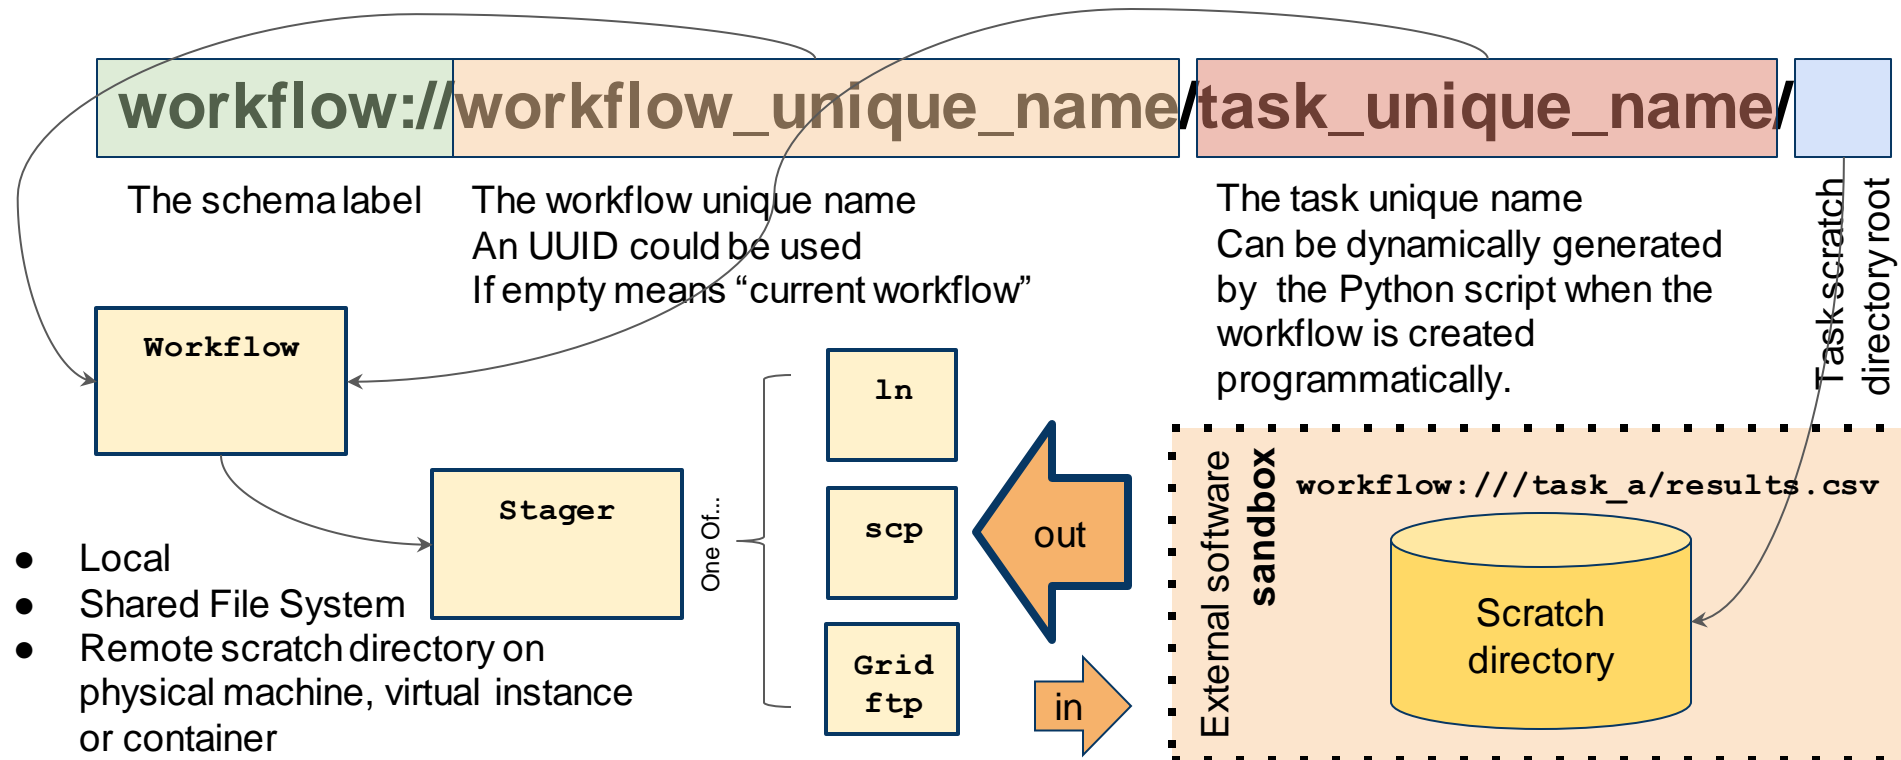 workflow://workflow_unique_name/task_unique_name/
The schema label
The workflow unique name
An UUID could be used
If empty means “current workflow”
The task unique name
Can be dynamically generated
by the Python script when the
workflow is created
programmatically.
Task scratch
directory root
Workflow
Stager
One Of...
ln
scp
Grid
ftp
out
in
External software
sandbox
workflow:///task_a/results.csv
Scratch
directory
● Local
● Shared File System
● Remote scratch directory on
physical machine, virtual instance
or container